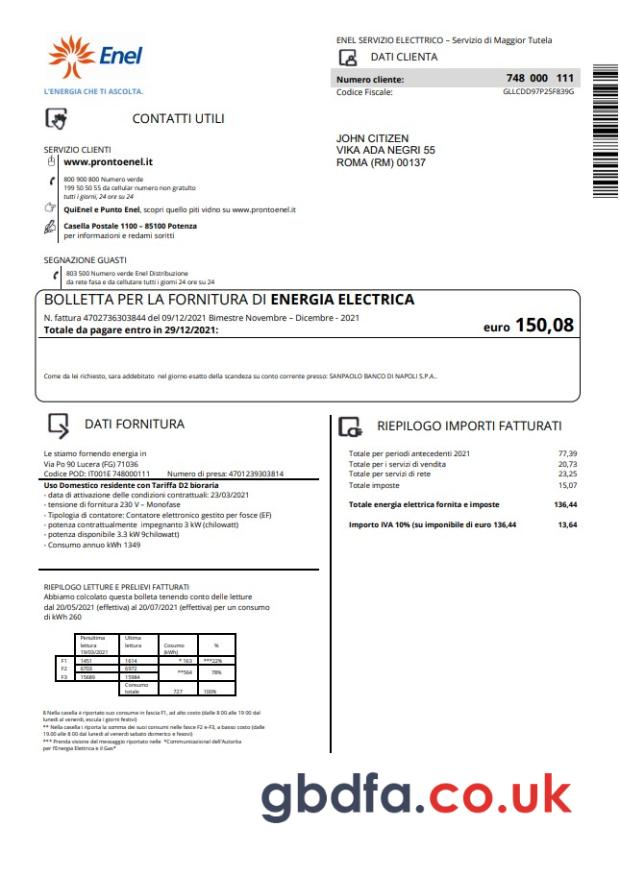 Enel
L'ENERGIA CHE TI ASCOLTA.
ENEL SERVIZIO ELECTTRICO – Servizio di Maggior Tutela
DATI CLIENTA
Numero cliente: 748 000 111
Codice Fiscale: GLLCDD97P25F839G
CONTATTI UTILI
JOHN CITIZEN
VIKA ADA NEGRI 55
ROMA (RM) 00137
SERVIZIO CLIENTI
www.prontoenel.it
800 900 800 Numero verde
199 50 50 55 da cellular numero non gratuito
tutti i giorni, 24 ore su 24
QuiEnel e Punto Enel, scopri quello piti vidno su www.prontoenel.it
Casella Postale 1100 – 85100 Potenza
per informazioni e redami soritti
SEGNAZIONE GUASTI
803 500 Numero verde Enel Distribuzione
da rete fasa e da cellutare tutti i giorni 24 ore su 24
BOLLETTA PER LA FORNITURA DI ENERGIA ELECTRICA
N. fattura 4702736303844 del 09/12/2021 Bimestre Novembre – Dicembre - 2021
Totale da pagare entro in 29/12/2021: euro 150,08
Come da lei richiesto, sara addebitato nel giorno esatto della scandeza su conto corrente presso: SANPAOLO BANCO DI NAPOLI S.P.A..
DATI FORNITURA
Le stiamo fornendo energia in
Via Po 90 Lucera (FG) 71036
Codice POD: IT001E 748000111 Numero di presa: 4701239303814
Uso Domestico residente con Tariffa D2 bioraria
- data di attivazione delle condizioni contrattuali: 23/03/2021
- tensione di fornitura 230 V – Monofase
- Tipologia di contatore: Contatore elettronico gestito per fosce (EF)
- potenza contrattualmente impegnanto 3 kW (chilowatt)
- potenza disponibile 3.3 kW 9chilowatt)
- Consumo annuo kWh 1349
RIEPILOGO IMPORTI FATTURATI
Totale per periodi antecedenti 2021 77,39
Totale per i servizi di vendita 20,73
Totale per servizi di rete 23,25
Totale imposte 15,07
Totale energia elettrica fornita e imposte 136,44
Importo IVA 10% (su imponibile di euro 136,44 13,64
RIEPILOGO LETTURE E PRELIEVI FATTURATI
Abbiamo colcolato questa bolleta tenendo conto delle letture
dal 20/05/2021 (effettiva) al 20/07/2021 (effettiva) per un consumo
di kWh 260
Penultima lettura 19/03/2021 Ultima lettura Cosumo (kWh) %
F1 1451 1614 * 163 ***22%
F2 6703 6972 **564 78%
F3 15689 15984
Consumo totale 727 100%
8 Nella casella é riportato suo consumo in fascia F1, ad alto costo (dalle 8 00 alle 19 00 dal
lunedi al venerdi, escula i giorni festovi)
** Nella casella i riporta la somma dei suoi consumi nelle fasce F2 e-F3, a basso costo (dalle
19.00 alle 8 00 dal lunedi al venerdi sabato domerico e fesovi)
*** Prenda visione del messaglo riportato nelle *Communicazionel dell'Autorita
per l'Energia Eletrica e il Gas*
gbdfa.co.uk